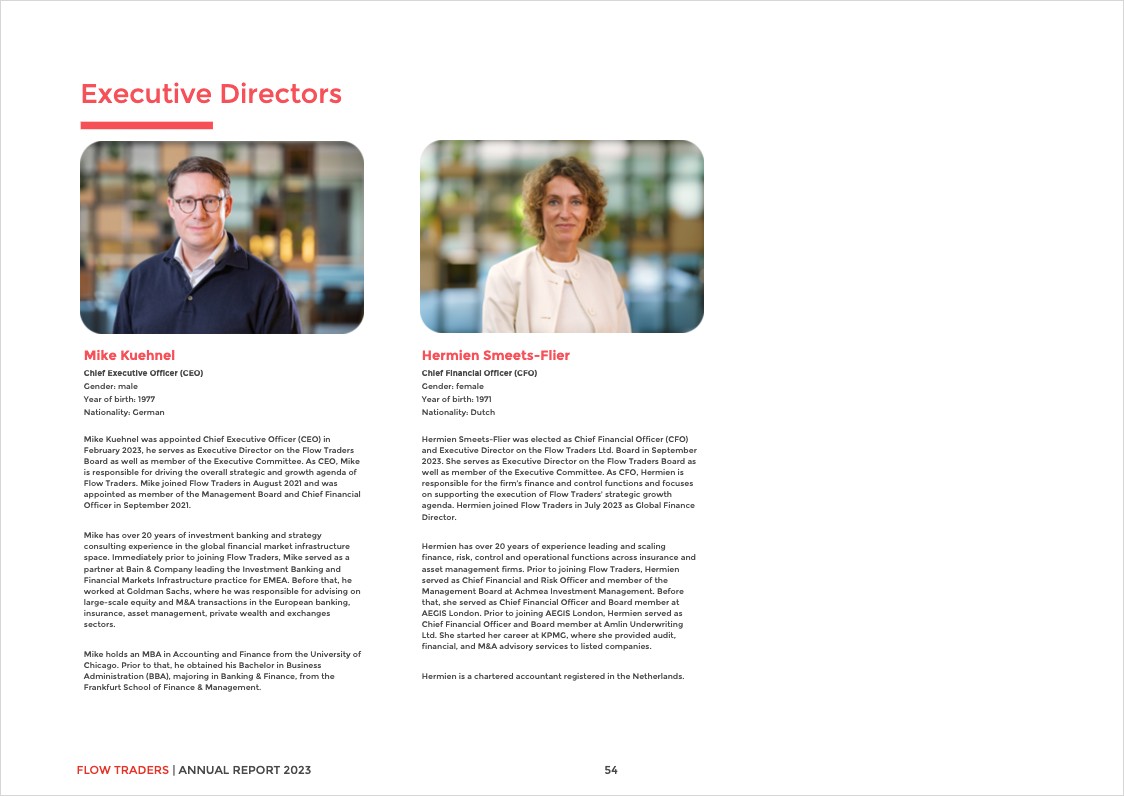 Executive Directors
Mike Kuehnel
Chief Executive Officer (CEO)
Gender: male
Year of birth: 1977
Nationality: German
Mike Kuehnel was appointed Chief Executive Officer (CEO) in
February 2023, he serves as Executive Director on the Flow Traders
Board as well as member of the Executive Committee. As CEO, Mike
is responsible for driving the overall strategic and growth agenda of
Flow Traders. Mike joined Flow Traders in August 2021 and was
appointed as member of the Management Board and Chief Financial
Officer in September 2021.
Mike has over 20 years of investment banking and strategy
consulting experience in the global financial market infrastructure
space. Immediately prior to joining Flow Traders, Mike served as a
partner at Bain & Company leading the Investment Banking and
Financial Markets Infrastructure practice for EMEA. Before that, he
worked at Goldman Sachs, where he was responsible for advising on
large-scale equity and M&A transactions in the European banking,
insurance, asset management, private wealth and exchanges
sectors.
Mike holds an MBA in Accounting and Finance from the University of
Chicago. Prior to that, he obtained his Bachelor in Business
Administration (BBA), majoring in Banking & Finance, from the
Frankfurt School of Finance & Management.
Hermien Smeets-Flier
Chief Financial Officer (CFO)
Gender: female
Year of birth: 1971
Nationality: Dutch
Hermien Smeets-Flier was elected as Chief Financial Officer (CFO)
and Executive Director on the Flow Traders Ltd. Board in September
2023. She serves as Executive Director on the Flow Traders Board as
well as member of the Executive Committee. As CFO, Hermien is
responsible for the firm's finance and control functions and focuses
on supporting the execution of Flow Traders' strategic growth
agenda. Hermien joined Flow Traders in July 2023 as Global Finance
Director.
Hermien has over 20 years of experience leading and scaling
finance, risk, control and operational functions across insurance and
asset management firms. Prior to joining Flow Traders, Hermien
served as Chief Financial and Risk Officer and member of the
Management Board at Achmea Investment Management. Before
that, she served as Chief Financial Officer and Board member at
AEGIS London. Prior to joining AEGIS London, Hermien served as
Chief Financial Officer and Board member at Amlin Underwriting
Ltd. She started her career at KPMG, where she provided audit,
financial, and M&A advisory services to listed companies.
Hermien is a chartered accountant registered in the Netherlands.
FLOW TRADERS | ANNUAL REPORT 2023
54